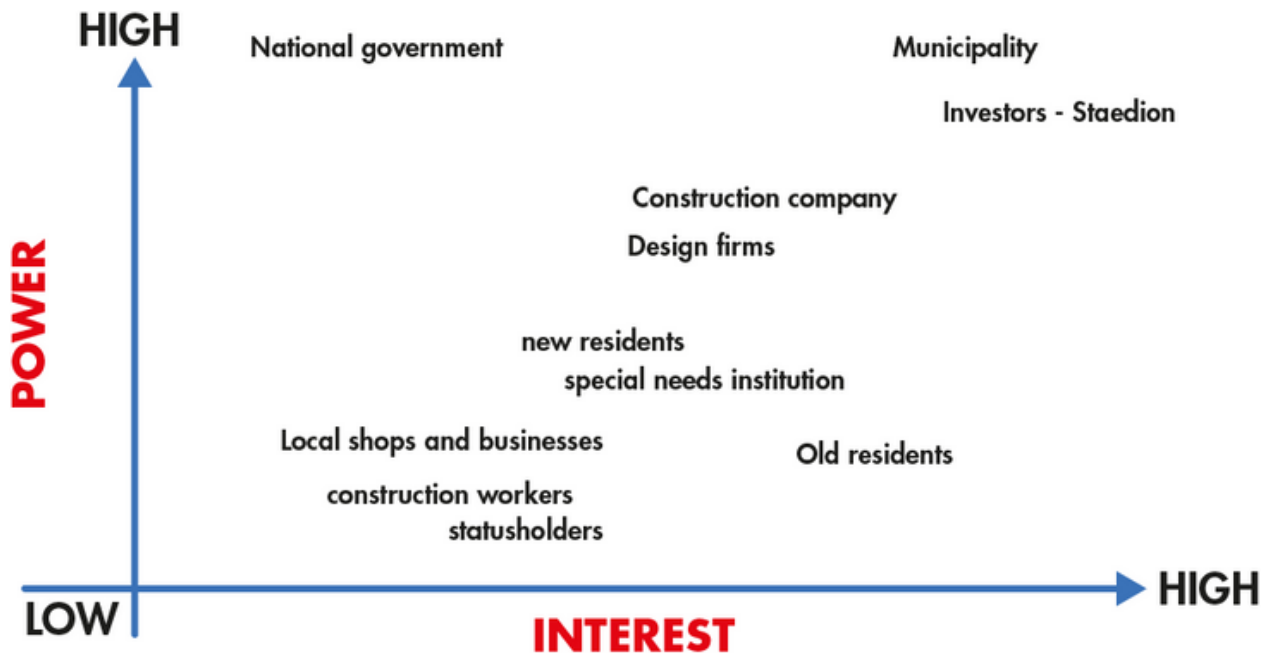 HIGH
National government
Municipality
Investors - Staedion
Construction company
Design firms
POWER
new residents
special needs institution
Local shops and businesses
Old residents
construction workers
statusholders
HIGH
LOW
INTEREST